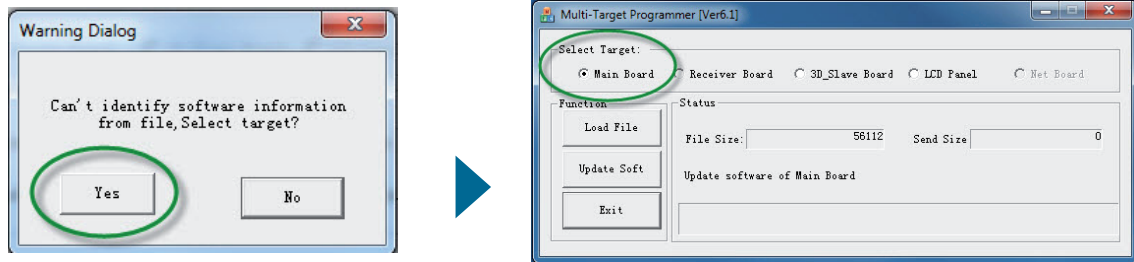 Warning Dialog
Can't identify software information
from file,Select target?
Yes
No
Multi-Target Programmer [Ver6.1]
Select Target:
Main Board
Receiver Board
3D_Slave Board
LCD Panel
Net Board
Function
Load File
Update Soft
Exit
Status
File Size:
56112
Send Size
0
Update software of Main Board